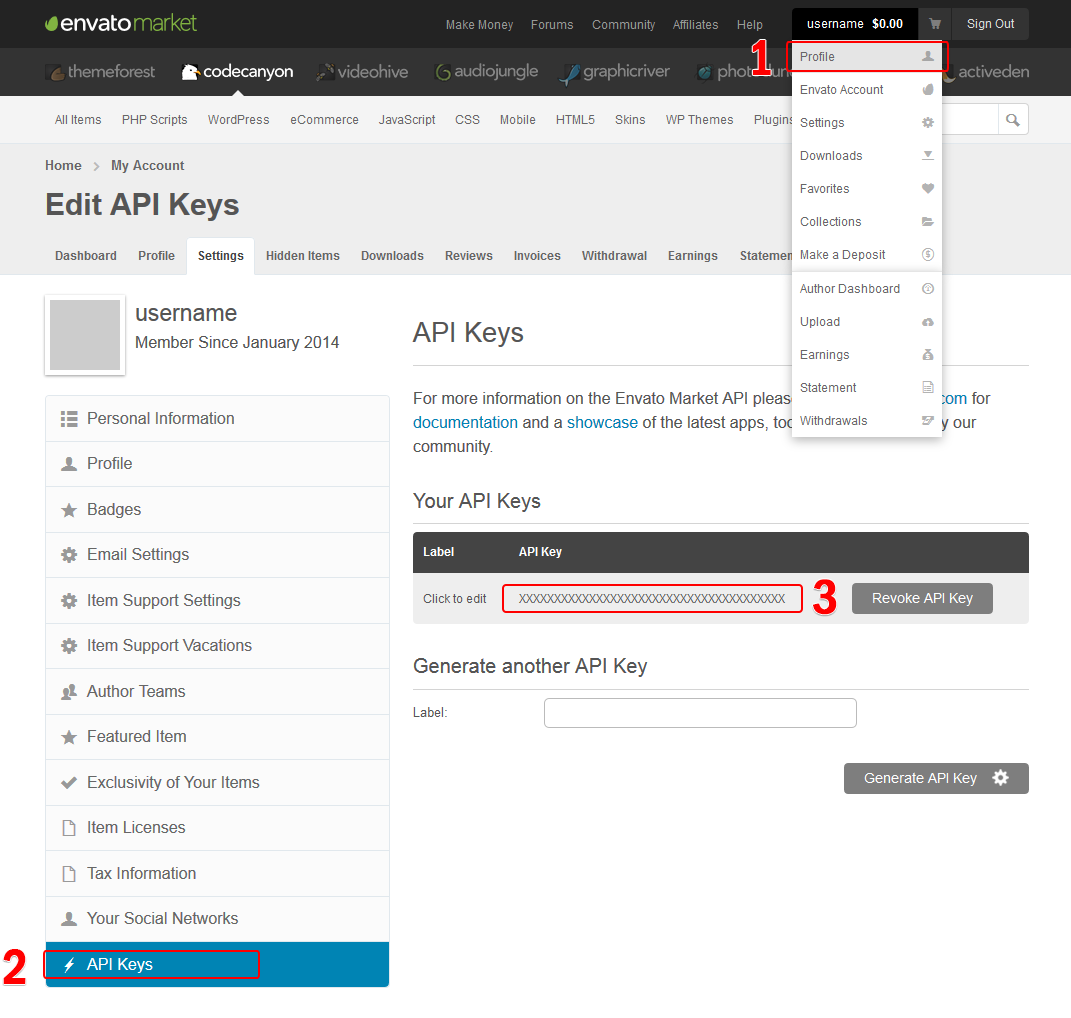 envato market
Make Money Forums Community Affiliates Help username $0.00 Sign Out
themeforest codecanyon videohive audiojungle graphicriver activeden
1
Profile
Envato Account
Settings
Downloads
Favorites
Collections
Make a Deposit
Author Dashboard
Upload
Earnings
Statement
Withdrawals
All Items PHP Scripts WordPress eCommerce JavaScript CSS Mobile HTML5 Skins WP Themes Plugins
Home > My Account
Edit API Keys
Dashboard Profile Settings Hidden Items Downloads Reviews Invoices Withdrawal Earnings Statemen
username
Member Since January 2014
Personal Information
Profile
Badges
Email Settings
Item Support Settings
Item Support Vacations
Author Teams
Featured Item
Exclusivity of Your Items
Item Licenses
Tax Information
Your Social Networks
2 API Keys
API Keys
For more information on the Envato Market API pleas com for
documentation and a showcase of the latest apps, too y our
community.
Your API Keys
Label API Key
Click to edit XXXXXXXXXXXXXXXXXXXXXXXXXXXXXXXXXXXXXX 3 Revoke API Key
Generate another API Key
Label:
Generate API Key